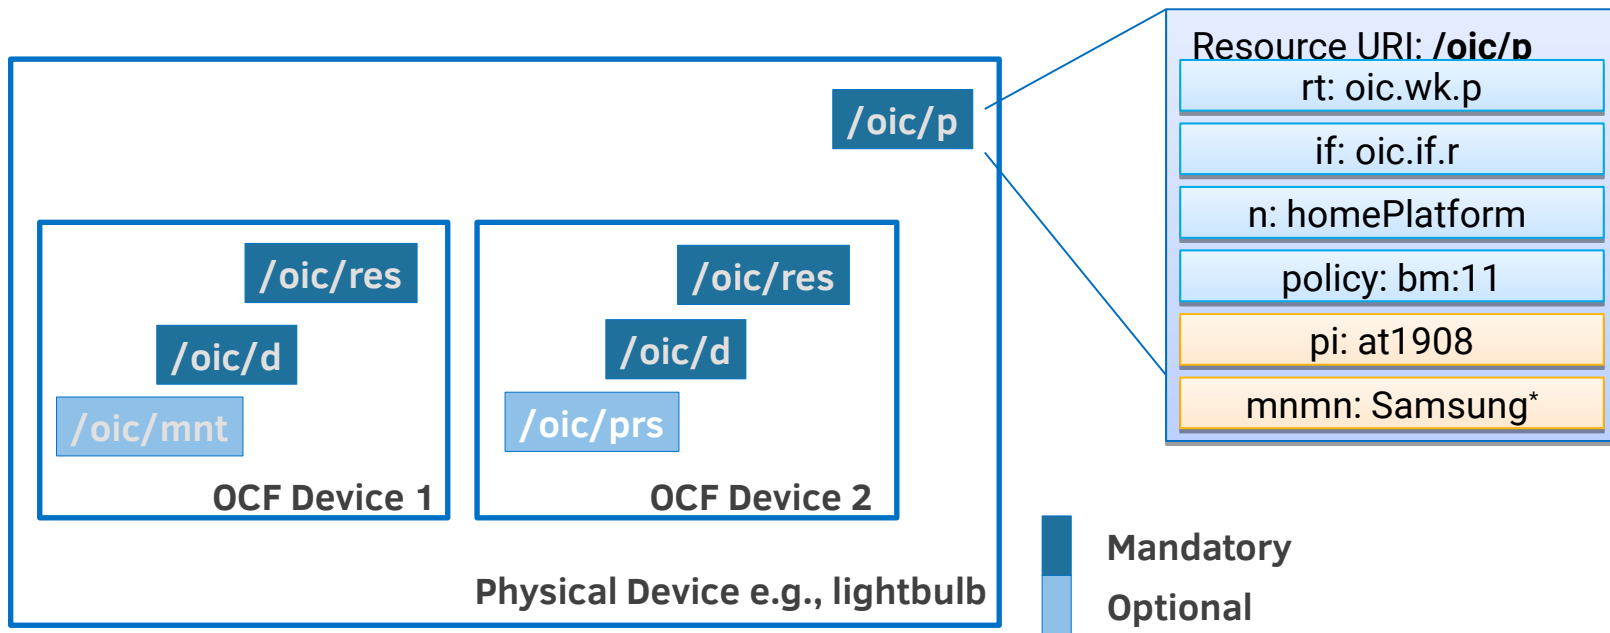 /oic/p
/oic/res
/oic/d
/oic/mnt
OCF Device 1
/oic/res
/oic/d
/oic/prs
OCF Device 2
Physical Device e.g., lightbulb
Resource URI: /oic/p
rt: oic.wk.p
if: oic.if.r
n: homePlatform
policy: bm:11
pi: at1908
mnmn: Samsung*
Mandatory
Optional